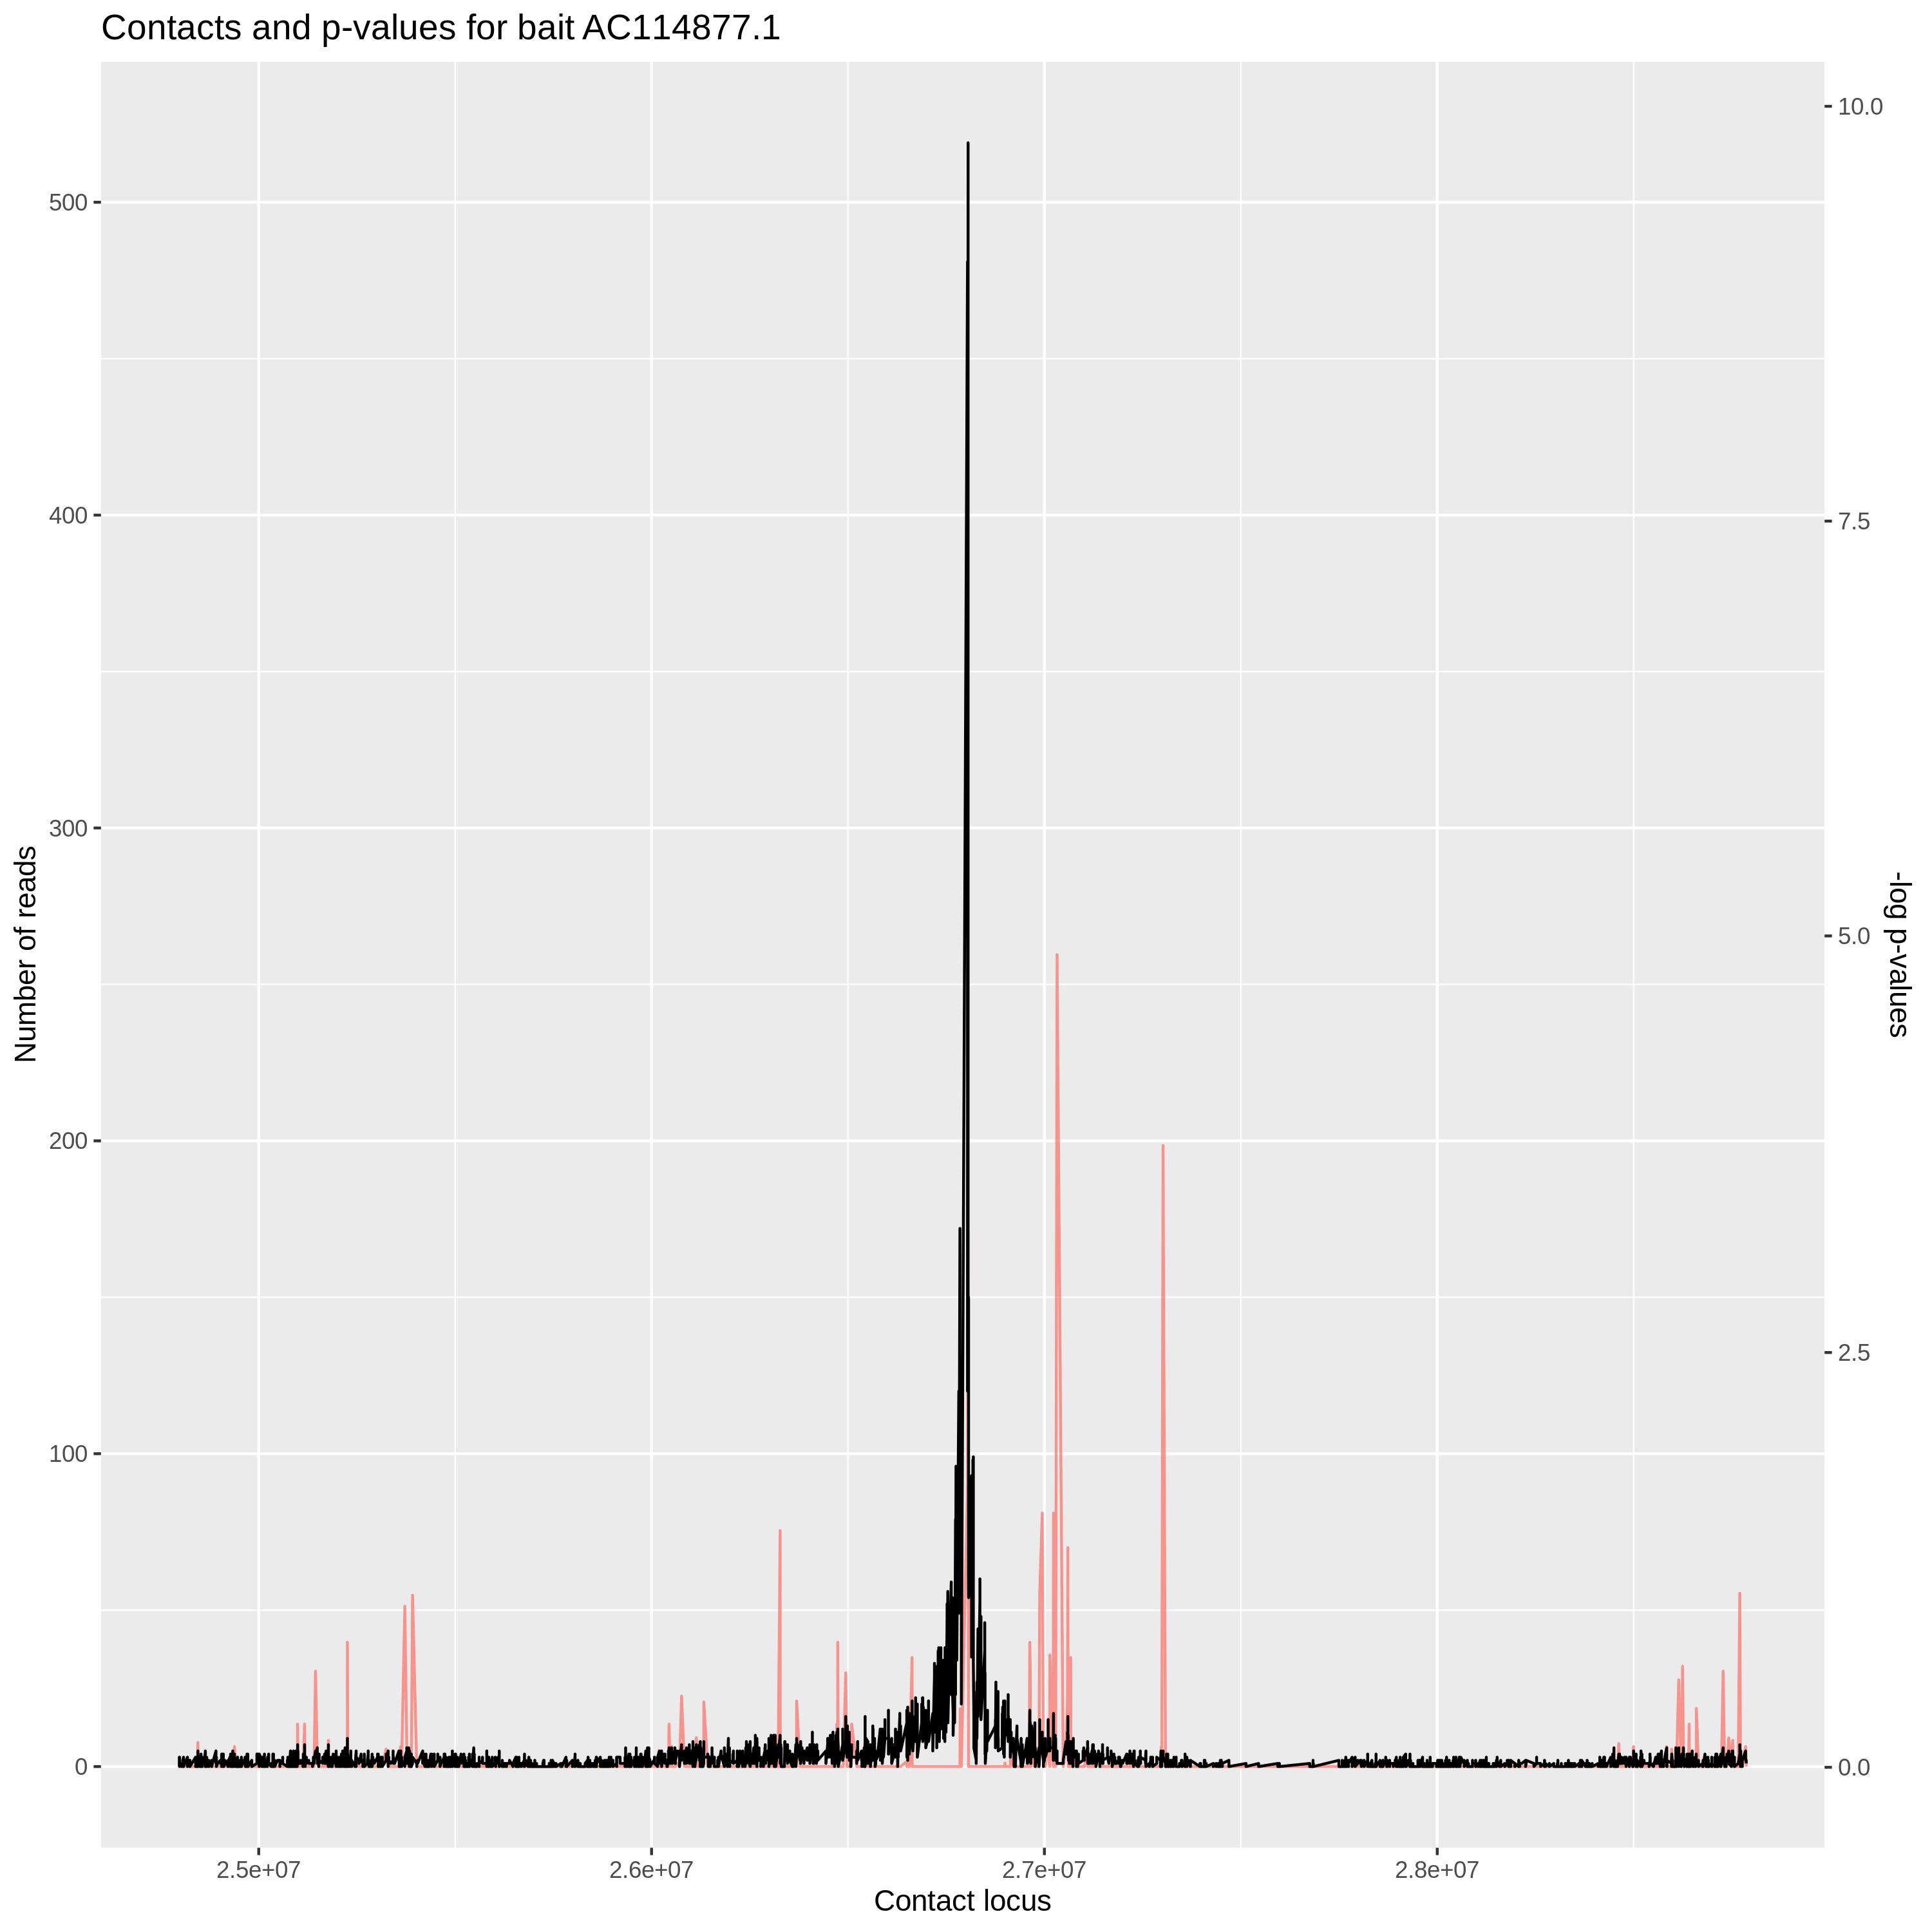 Contacts and p-values for bait AC114877.1
500
400
300
200
100
0
Number of reads
10.0
7.5
5.0
2.5
0.0
-log p-values
2.5e+07 2.6e+07 2.7e+07 2.8e+07
Contact locus